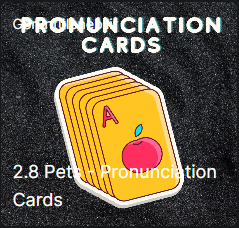 PRONUNCIATION
CARDS
A
2.8 Pets - Pronunciation
Cards